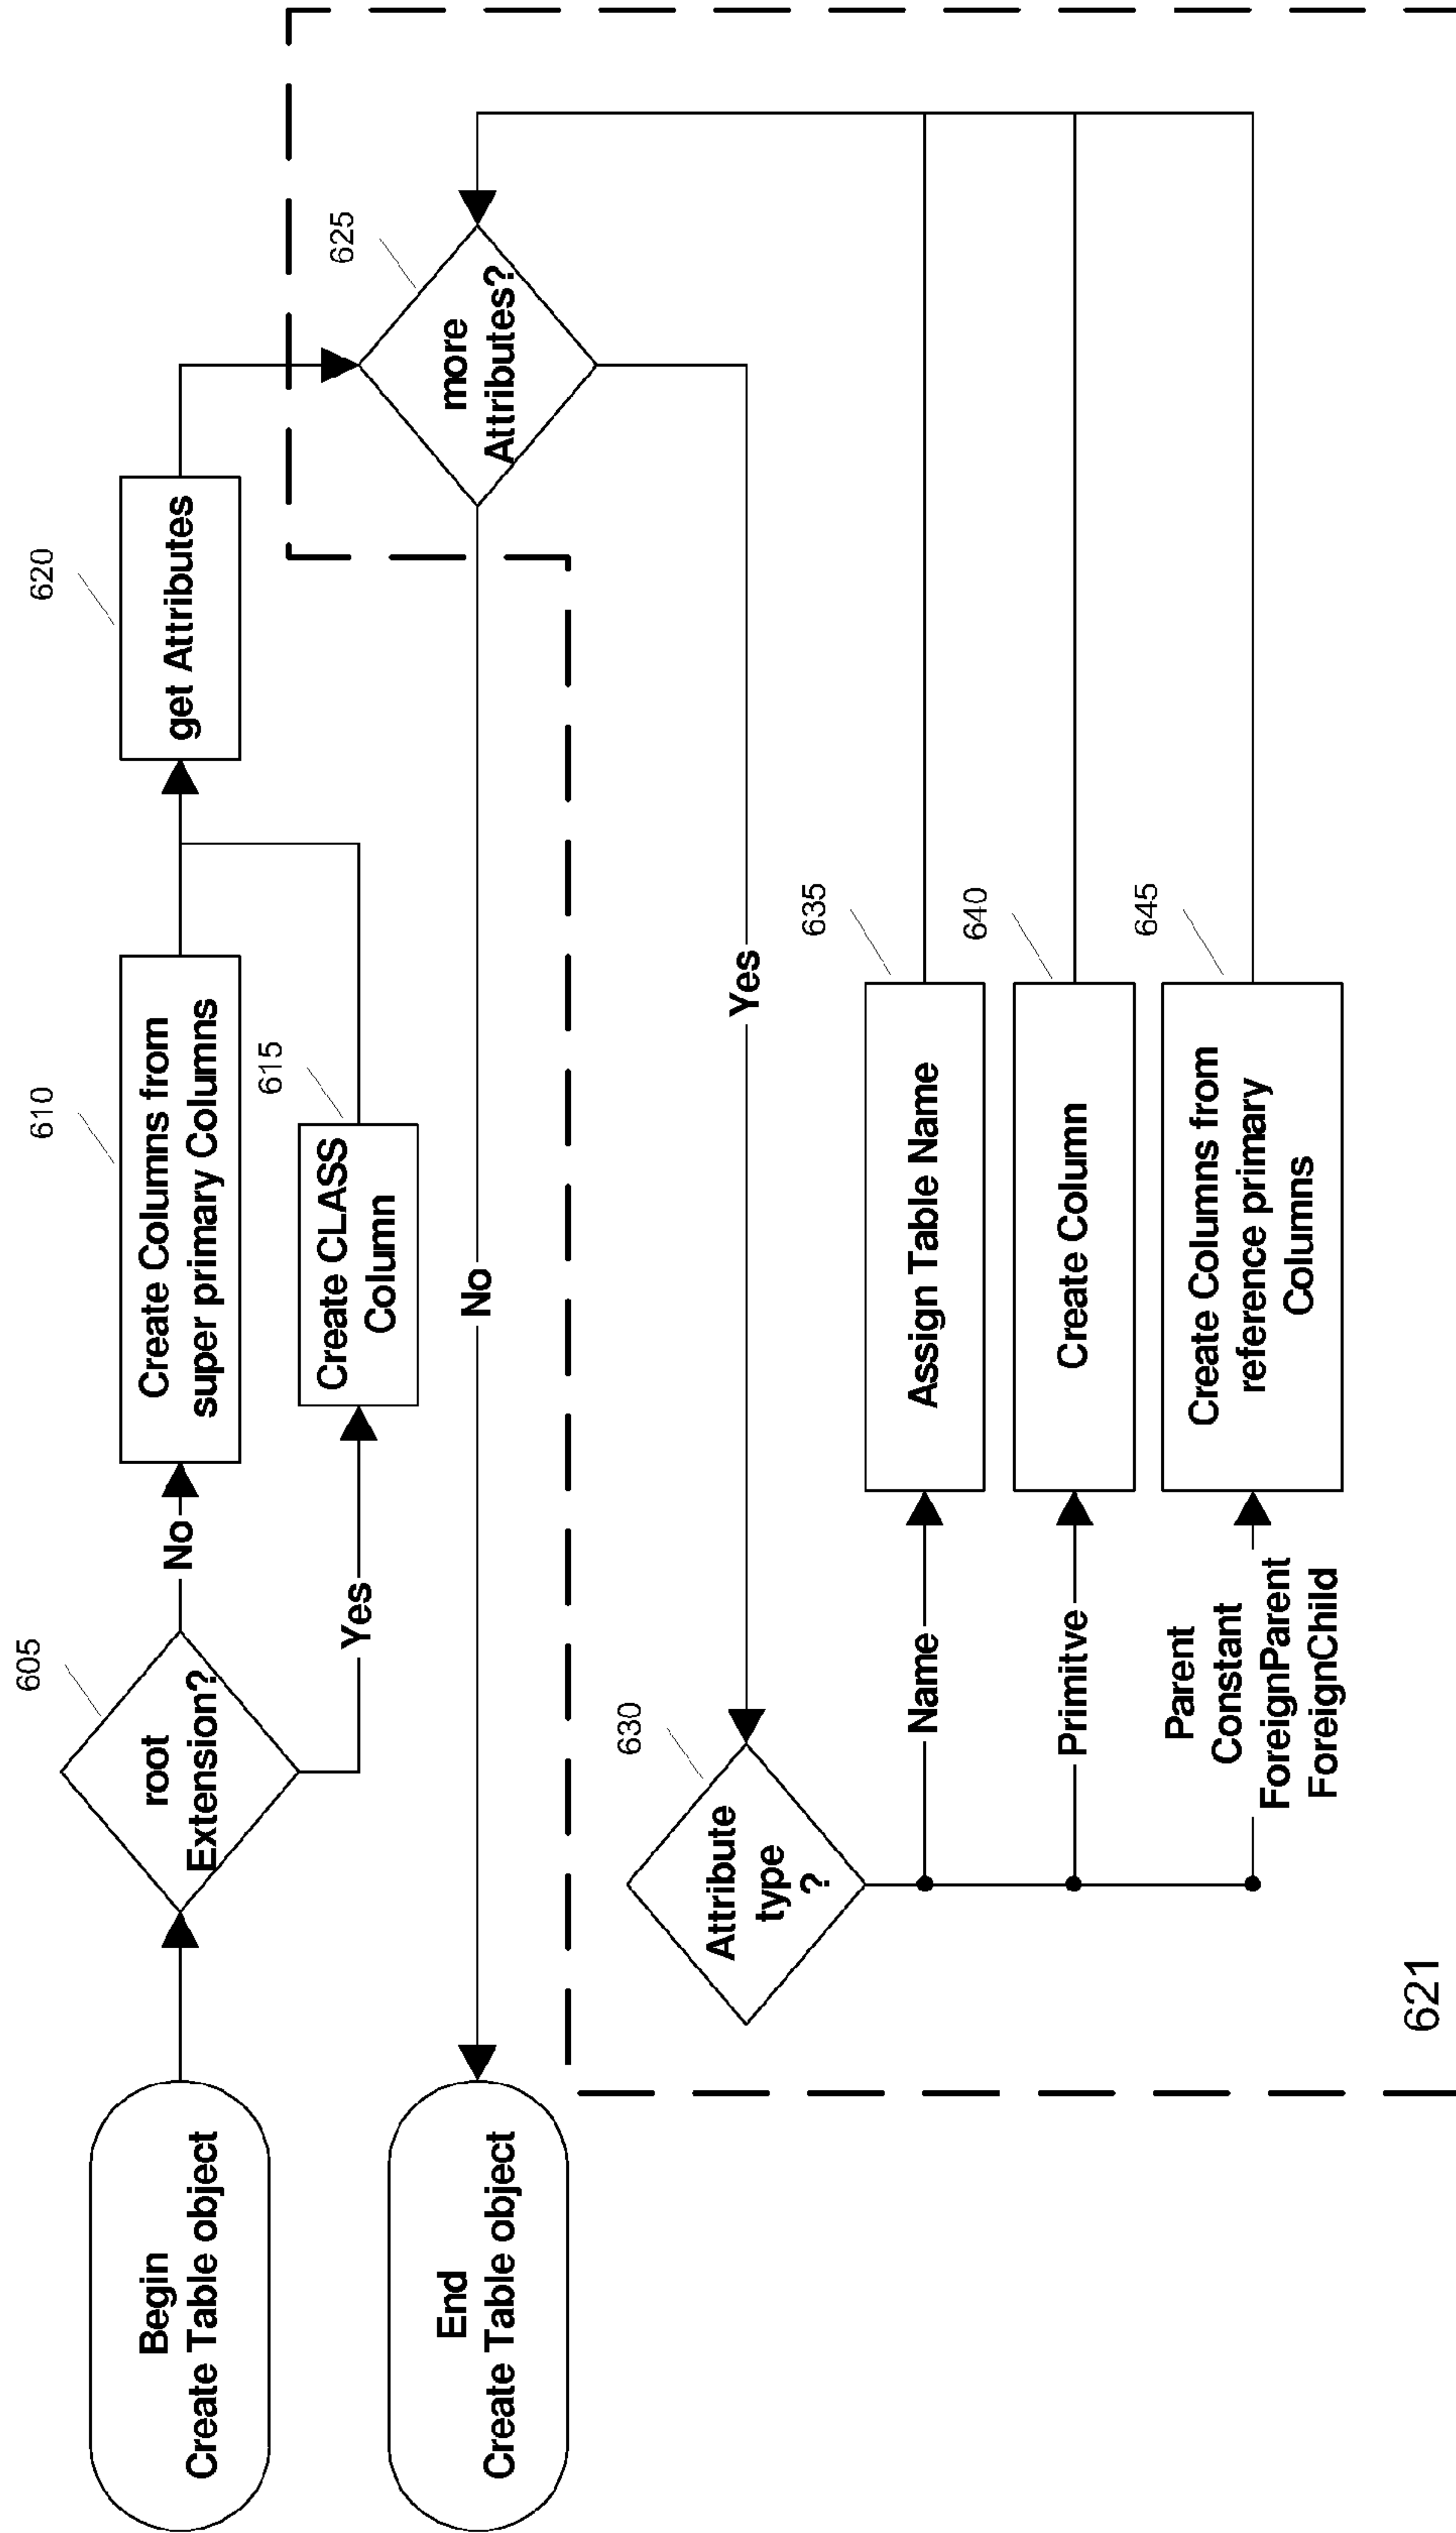 Begin
Create Table object
605
root
Extension?
No
Yes
610
Create Columns from
super primary Columns
615
Create CLASS
Column
620
get Attributes
625
more
Attributes?
No
End
Create Table object
Yes
630
Attribute
type
?
Name
635
Assign Table Name
Primitve
640
Create Column
Parent
Constant
ForeignParent
ForeignChild
645
Create Columns from
reference primary
Columns
621